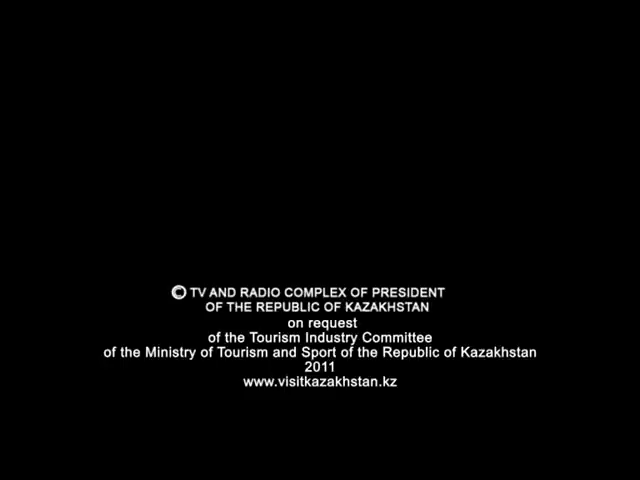 © TV AND RADIO COMPLEX OF PRESIDENT
OF THE REPUBLIC OF KAZAKHSTAN
on request
of the Tourism Industry Committee
of the Ministry of Tourism and Sport of the Republic of Kazakhstan
2011
www.visitkazakhstan.kz